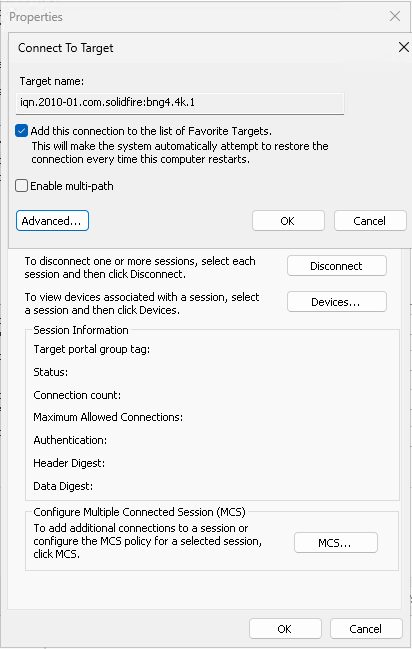 Properties
Connect To Target
Target name:
iqn.2010-01.com.solidfire:bng4.4k.1
Add this connection to the list of Favorite Targets.
This will make the system automatically attempt to restore the
connection every time this computer restarts.
Enable multi-path
Advanced...
OK
Cancel
To disconnect one or more sessions, select each
session and then click Disconnect.
Disconnect
To view devices associated with a session, select
a session and then click Devices.
Devices...
Session Information
Target portal group tag:
Status:
Connection count:
Maximum Allowed Connections:
Authentication:
Header Digest:
Data Digest:
Configure Multiple Connected Session (MCS)
To add additional connections to a session or
configure the MCS policy for a selected session,
click MCS.
MCS...
OK
Cancel